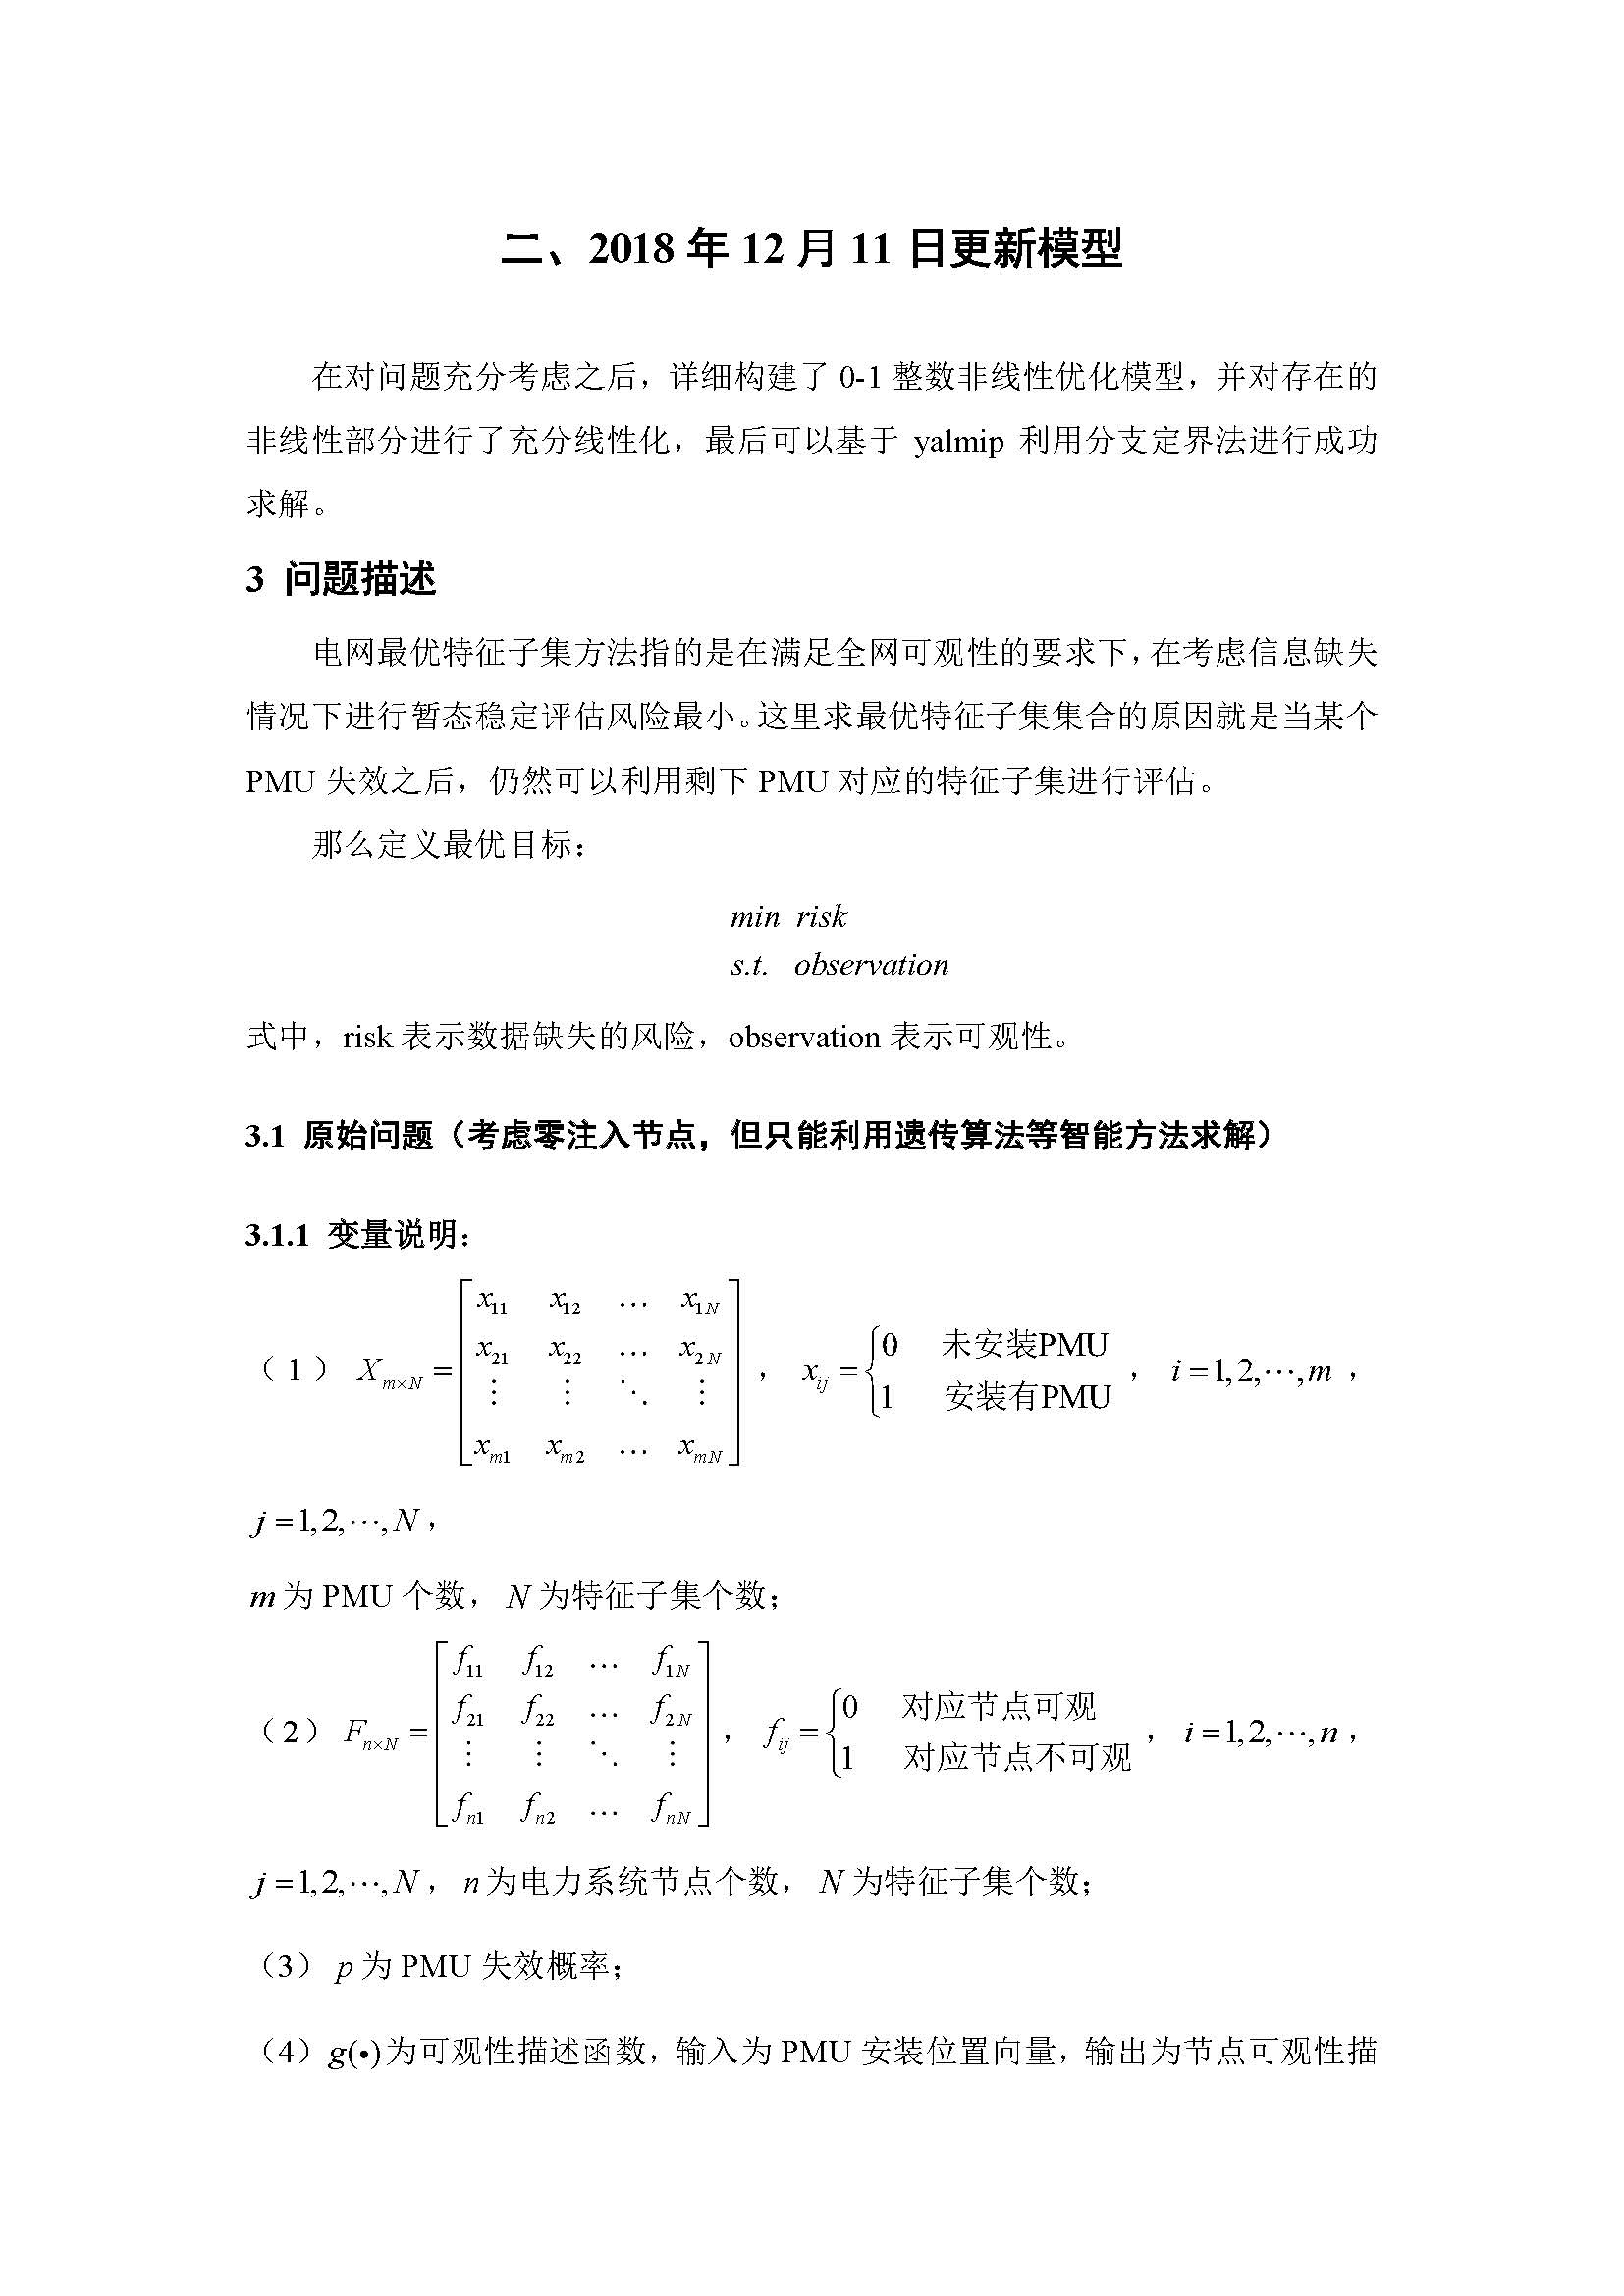 二、2018 年 12 月 11 日更新模型
在对问题充分考虑之后，详细构建了 0-1 整数非线性优化模型，并对存在的
非线性部分进行了充分线性化，最后可以基于 yalmip 利用分支定界法进行成功
求解。
3 问题描述
电网最优特征子集方法指的是在满足全网可观性的要求下，在考虑信息缺失
情况下进行暂态稳定评估风险最小。这里求最优特征子集集合的原因就是当某个
PMU 失效之后，仍然可以利用剩下 PMU 对应的特征子集进行评估。
那么定义最优目标：
min risk
s.t. observation
式中，risk 表示数据缺失的风险，observation 表示可观性。
3.1 原始问题（考虑零注入节点，但只能利用遗传算法等智能方法求解）
3.1.1 变量说明：
（1） $X_{m\times N}=\begin{bmatrix} x_{11} & x_{12} & \dots & x_{1N} \\ x_{21} & x_{22} & \dots & x_{2N} \\ \vdots & \vdots & \ddots & \vdots \\ x_{m1} & x_{m2} & \dots & x_{mN} \end{bmatrix}$， $x_{ij}=\begin{cases} 0 & 未安装PMU \\ 1 & 安装有PMU \end{cases}$， $i=1,2,\cdots,m$，
$j=1,2,\cdots,N$，
m 为 PMU 个数， N 为特征子集个数；
（2） $F_{n\times N}=\begin{bmatrix} f_{11} & f_{12} & \dots & f_{1N} \\ f_{21} & f_{22} & \dots & f_{2N} \\ \vdots & \vdots & \ddots & \vdots \\ f_{n1} & f_{n2} & \dots & f_{nN} \end{bmatrix}$， $f_{ij}=\begin{cases} 0 & 对应节点可观 \\ 1 & 对应节点不可观 \end{cases}$， $i=1,2,\cdots,n$，
$j=1,2,\cdots,N$， n 为电力系统节点个数， N 为特征子集个数；
（3） p 为 PMU 失效概率；
（4）g(•)为可观性描述函数，输入为 PMU 安装位置向量，输出为节点可观性描